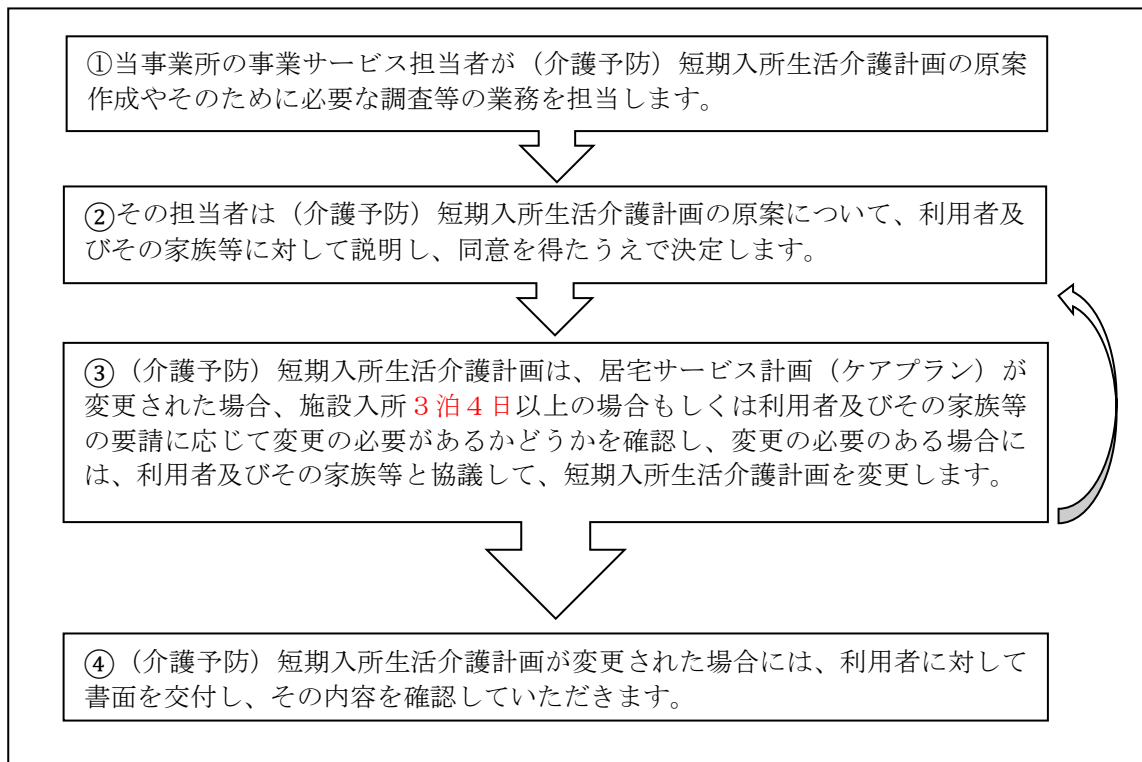 ①当事業所の事業サービス担当者が（介護予防）短期入所生活介護計画の原案
作成やそのために必要な調査等の業務を担当します。
②その担当者は（介護予防）短期入所生活介護計画の原案について、利用者及
びその家族等に対して説明し、同意を得たうえで決定します。
③（介護予防）短期入所生活介護計画は、居宅サービス計画（ケアプラン）が
変更された場合、施設入所３泊４日以上の場合もしくは利用者及びその家族等
の要請に応じて変更の必要があるかどうかを確認し、変更の必要のある場合に
は、利用者及びその家族等と協議して、短期入所生活介護計画を変更します。
④（介護予防）短期入所生活介護計画が変更された場合には、利用者に対して
書面を交付し、その内容を確認していただきます。